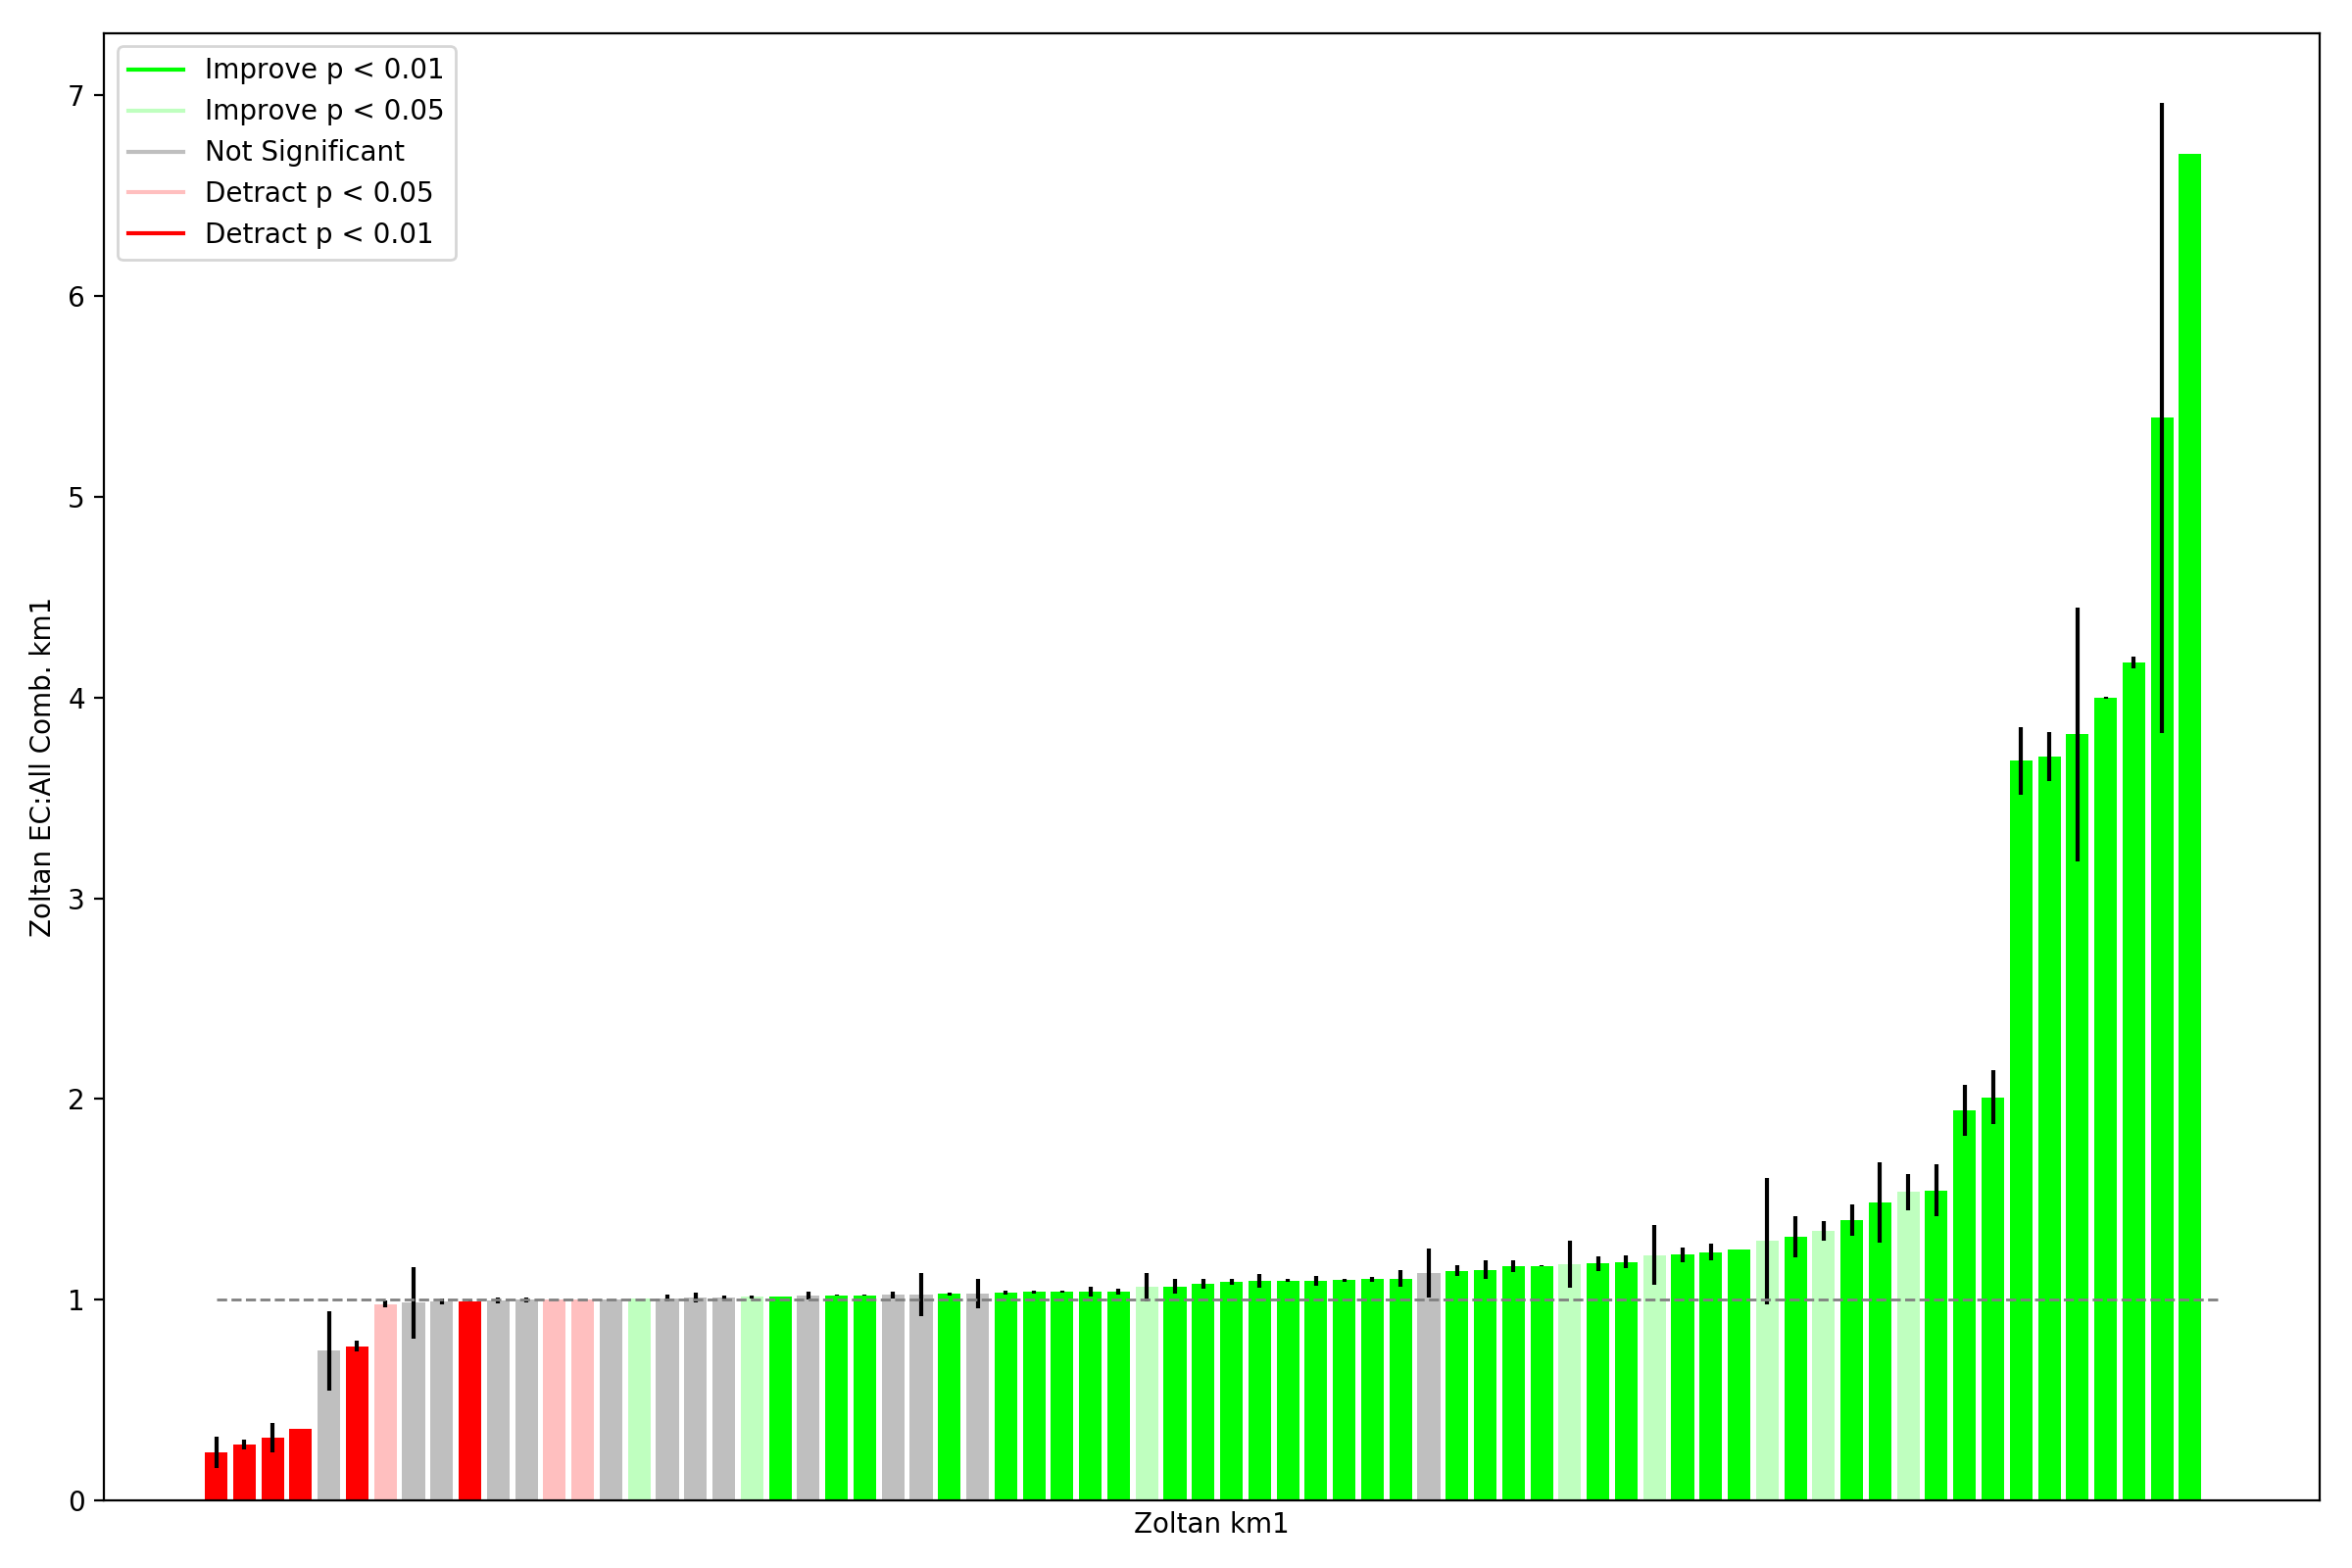 Improve p < 0.01
Improve p < 0.05
Not Significant
Detract p < 0.05
Detract p < 0.01
7
6
5
4
3
2
1
0
Zoltan EC:All Comb. km1
Zoltan km1